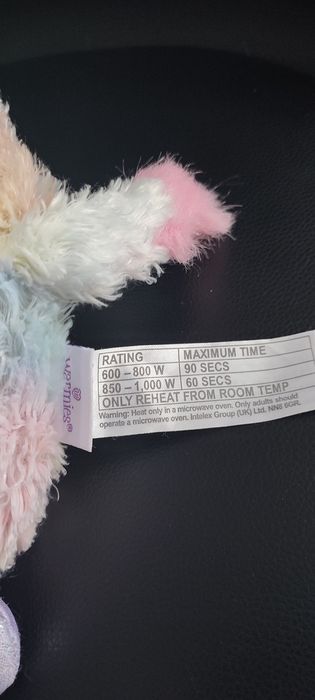 warmies®
RATING MAXIMUM TIME
600 – 800 W 90 SECS
850 – 1,000 W 60 SECS
ONLY REHEAT FROM ROOM TEMP
Warning: Heat only in a microwave oven. Only adults should
operate a microwave oven. Intelex Group (UK) Ltd. NN5 6GR.